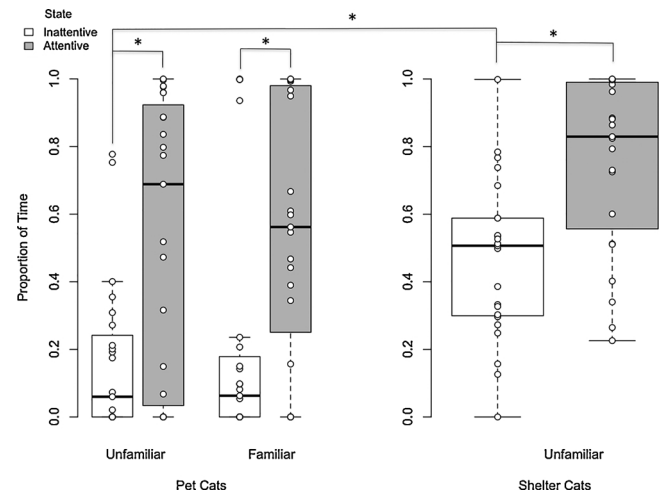 State
Inattentive
Attentive
*
*
*
*
Proportion of Time
1.0
0.8
0.6
0.4
0.2
0.0
1.0
0.8
0.6
0.4
0.2
0.0
Unfamiliar Familiar Unfamiliar
Pet Cats Shelter Cats